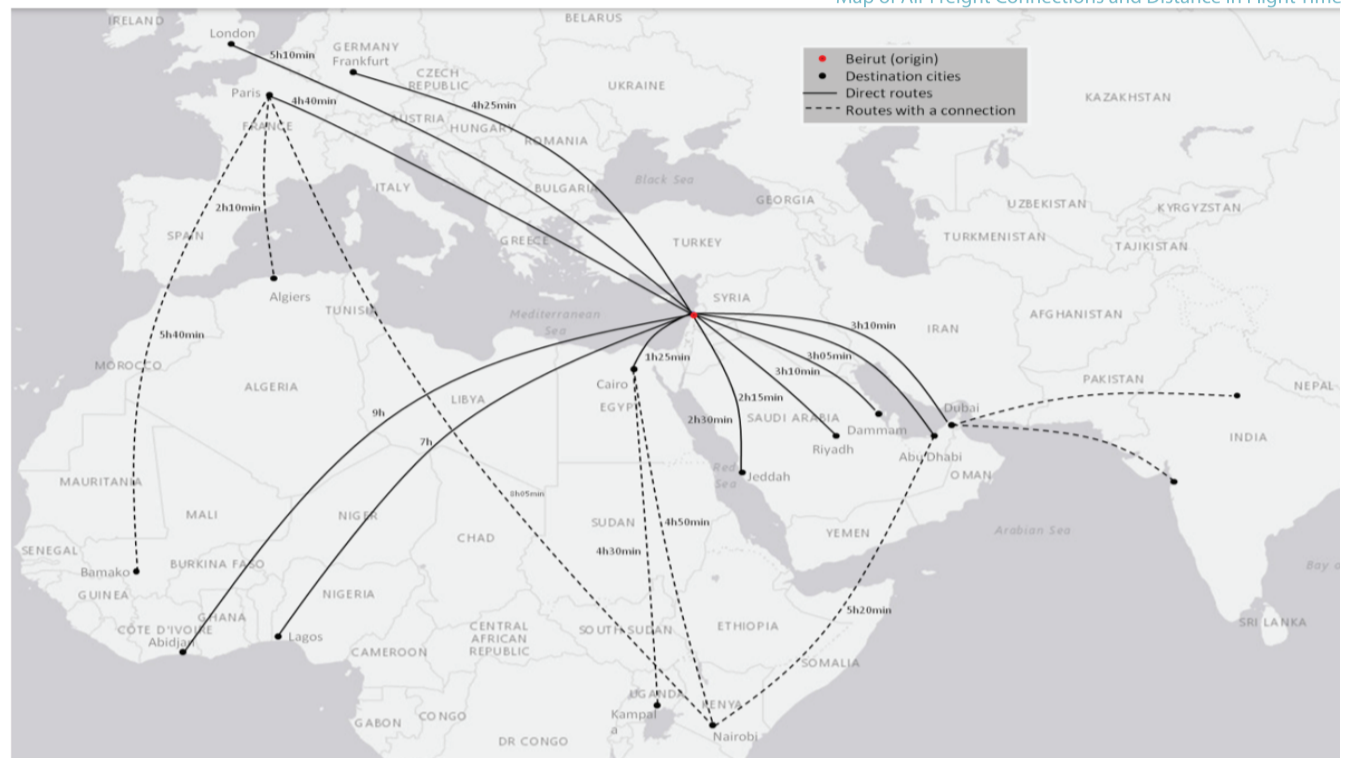 Map of Air Freight Connections and Distance in Flight Time
IRELAND
BELARUS
London
GERMANY
Frankfurt
5h10min
Beirut (origin)
Destination cities
Direct routes
Routes with a connection
CZECH
REPUBLIC
UKRAINE
KAZAKHSTAN
Paris
4h40min
4h25min
FRANCE
AUSTRIA
HUNGARY
ROMANIA
Black Sea
ITALY
BULGARIA
GEORGIA
UZBEKISTAN
KYRGYZSTAN
2h10min
SPAIN
GREECE
TURKEY
TURKMENISTAN
TAJIKISTAN
Algiers
TUNISIA
SYRIA
Mediterranean
Sea
3h10min
IRAN
AFGHANISTAN
5h40min
MOROCCO
1h25min
3h05min
3h10min
ALGERIA
Cairo
PAKISTAN
NEPAL
LIBYA
EGYPT
2h15min
9h
2h30min
SAUDI ARABIA
Dubai
Dammam
7h
Riyadh
Abu Dhabi
INDIA
MAURITANIA
Red
Sea
Jeddah
OMAN
8h05min
MALI
NIGER
SUDAN
4h50min
CHAD
YEMEN
Arabian Sea
SENEGAL
4h30min
BURKINA FASO
Bamako
Bay o
GUINEA
NIGERIA
5h20min
GHANA
CÔTE D'IVOIRE
Abidjan
Lagos
CENTRAL
AFRICAN
REPUBLIC
SOUTH SUDAN
ETHIOPIA
SRI LANKA
CAMEROON
SOMALIA
UGANDA
KENYA
Kampal
a
GABON
CONGO
Nairobi
DR CONGO